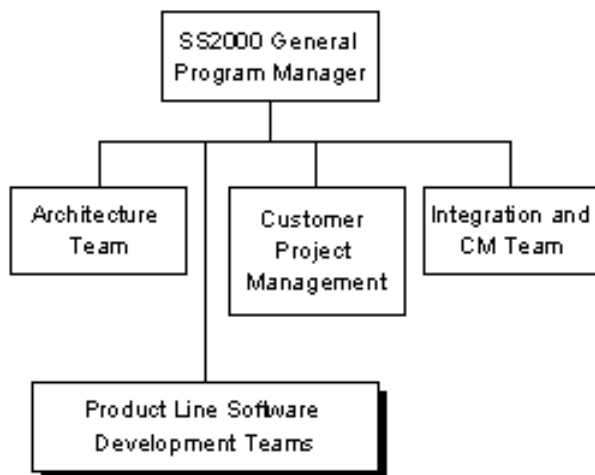 SS2000 General
Program Manager
Architecture
Team
Customer
Project
Management
Integration and
CM Team
Product Line Software
Development Teams